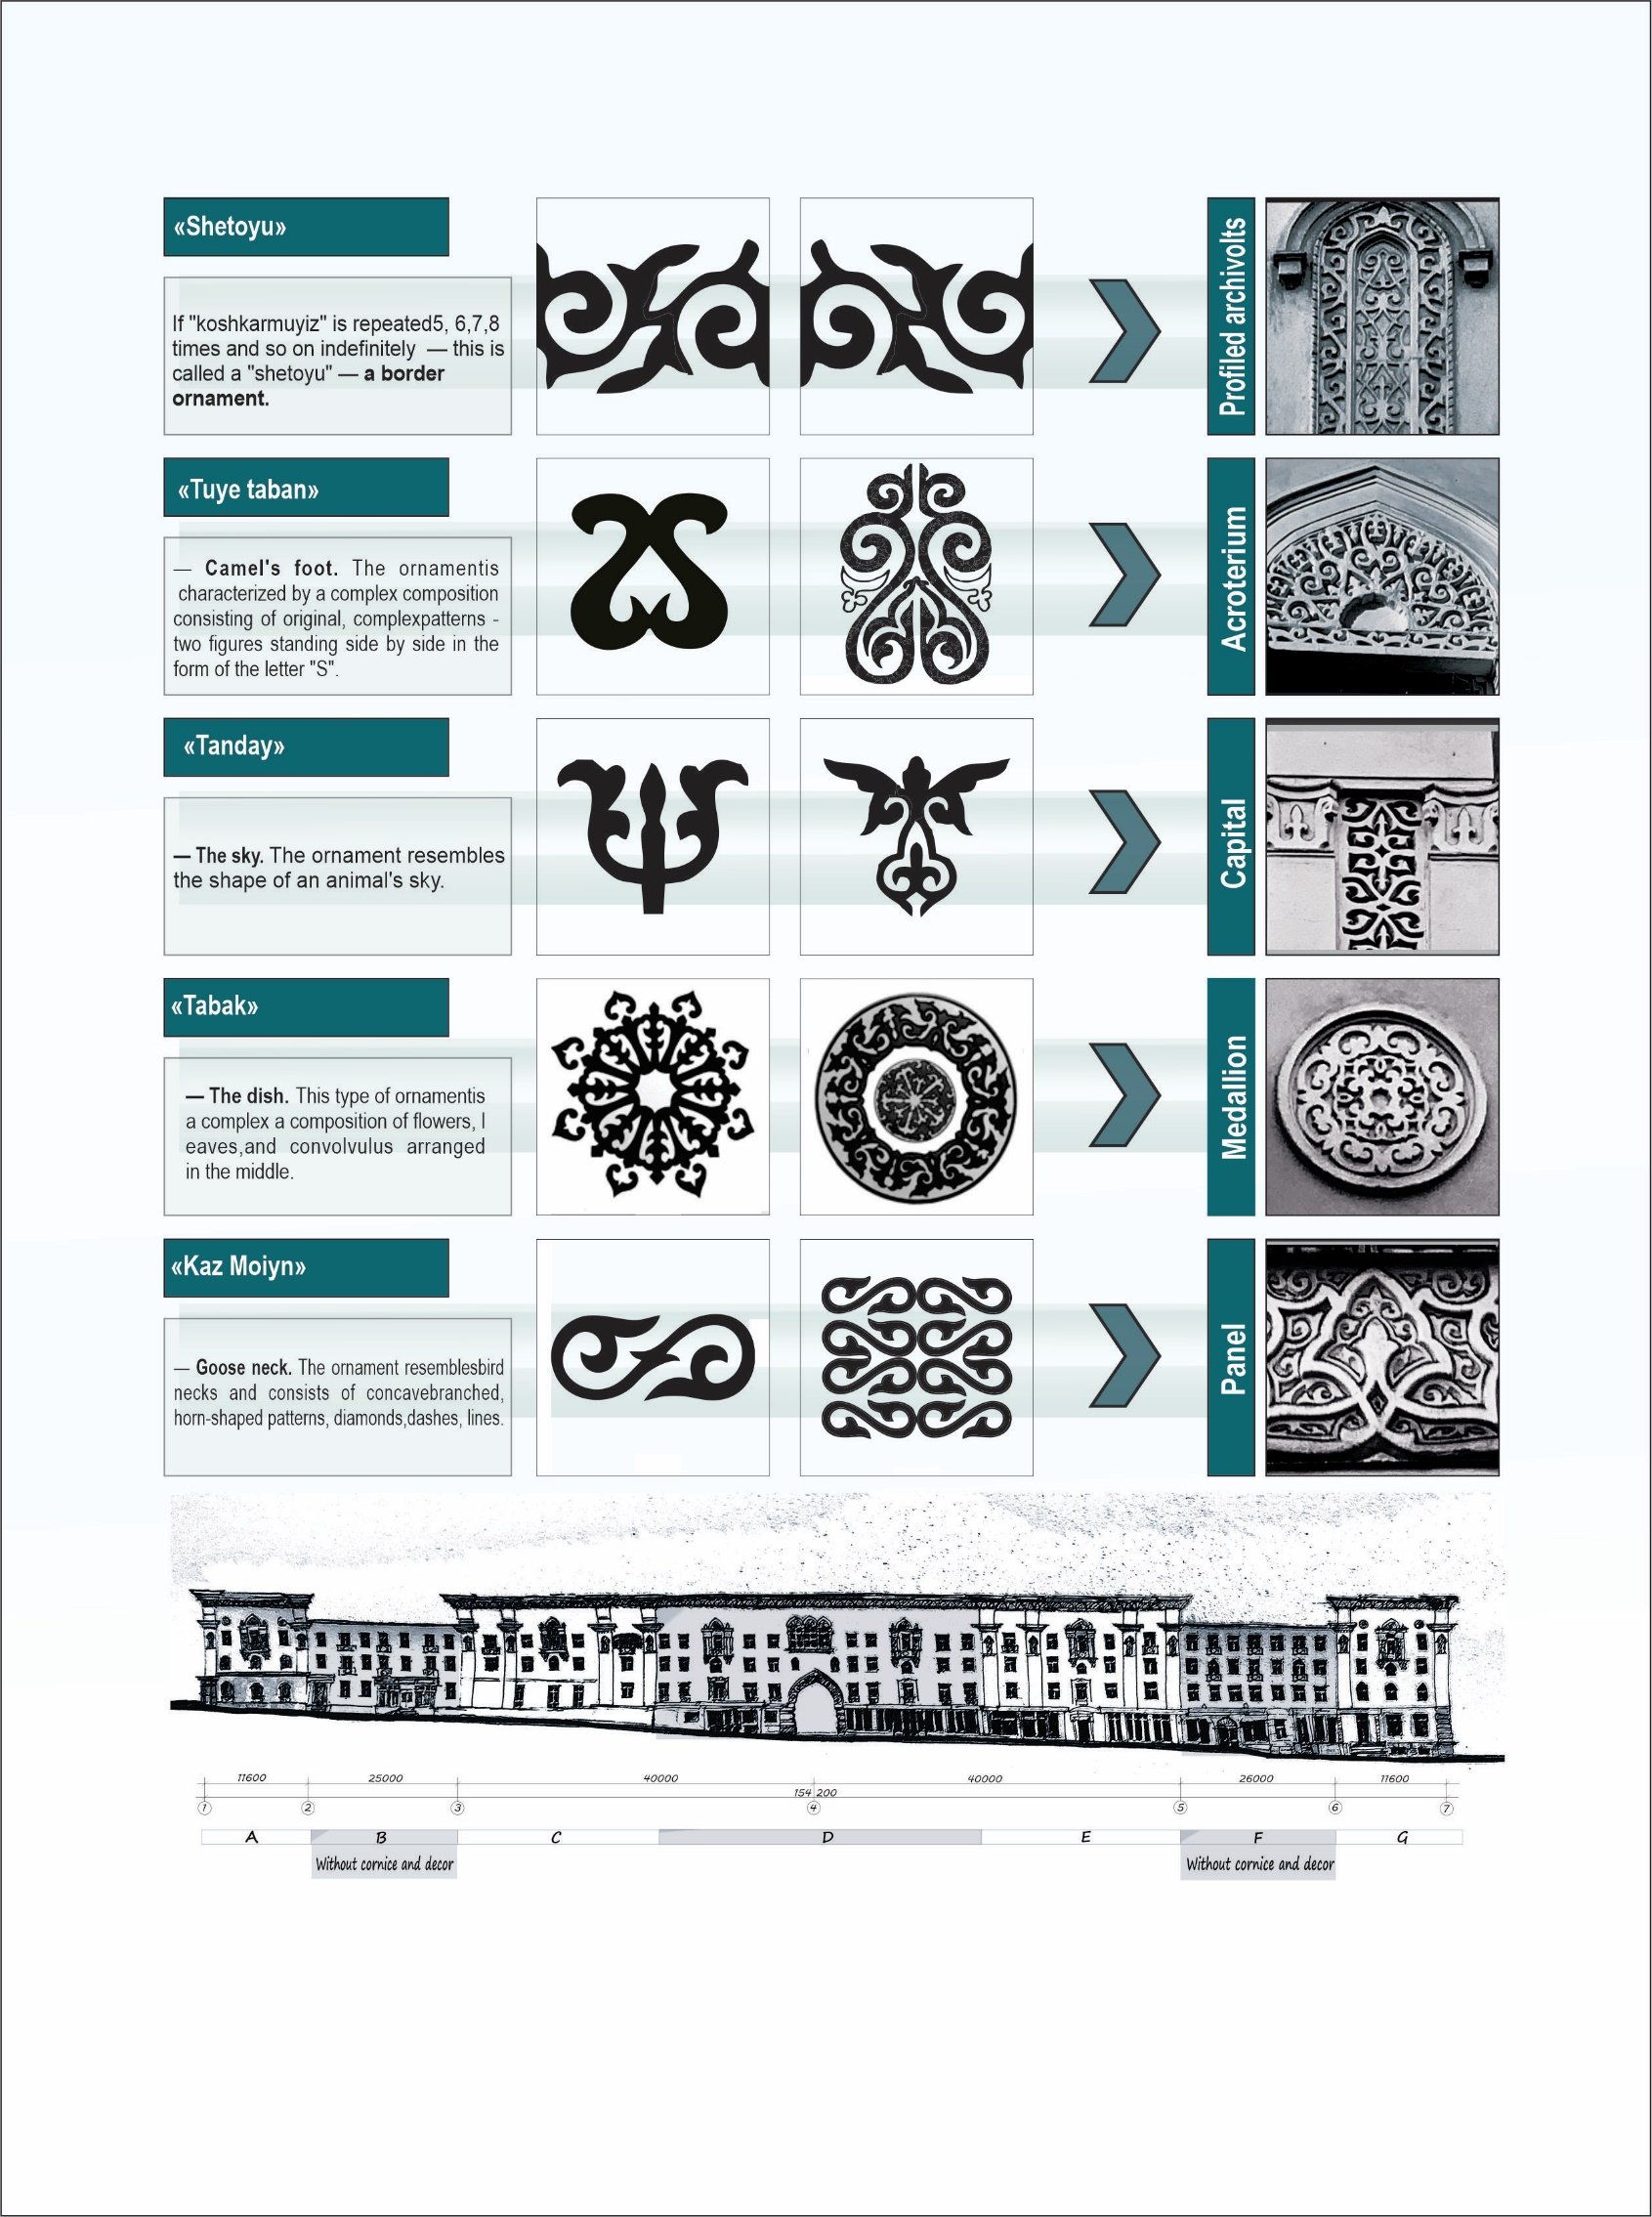 «Shetoyu»
If "koshkarmuyiz" is repeated5, 6,7,8
times and so on indefinitely — this is
called a "shetoyu" — a border
ornament.
Profiled archivolts
«Tuye taban»
— Camel's foot. The ornamentis
characterized by a complex composition
consisting of original, complexpatterns -
two figures standing side by side in the
form of the letter "S".
Acroterium
«Tanday»
— The sky. The ornament resembles
the shape of an animal's sky.
Capital
«Tabak»
— The dish. This type of ornamentis
a complex a composition of flowers, l
eaves,and convolvulus arranged
in the middle.
Medallion
«Kaz Moiyn»
— Goose neck. The ornament resemblesbird
necks and consists of concavebranched,
horn-shaped patterns, diamonds,dashes, lines.
Panel
11600 25000 40000 40000 26000 11600
154 200
1 2 3 4 5 6 7
A B C D E F G
Without cornice and decor Without cornice and decor